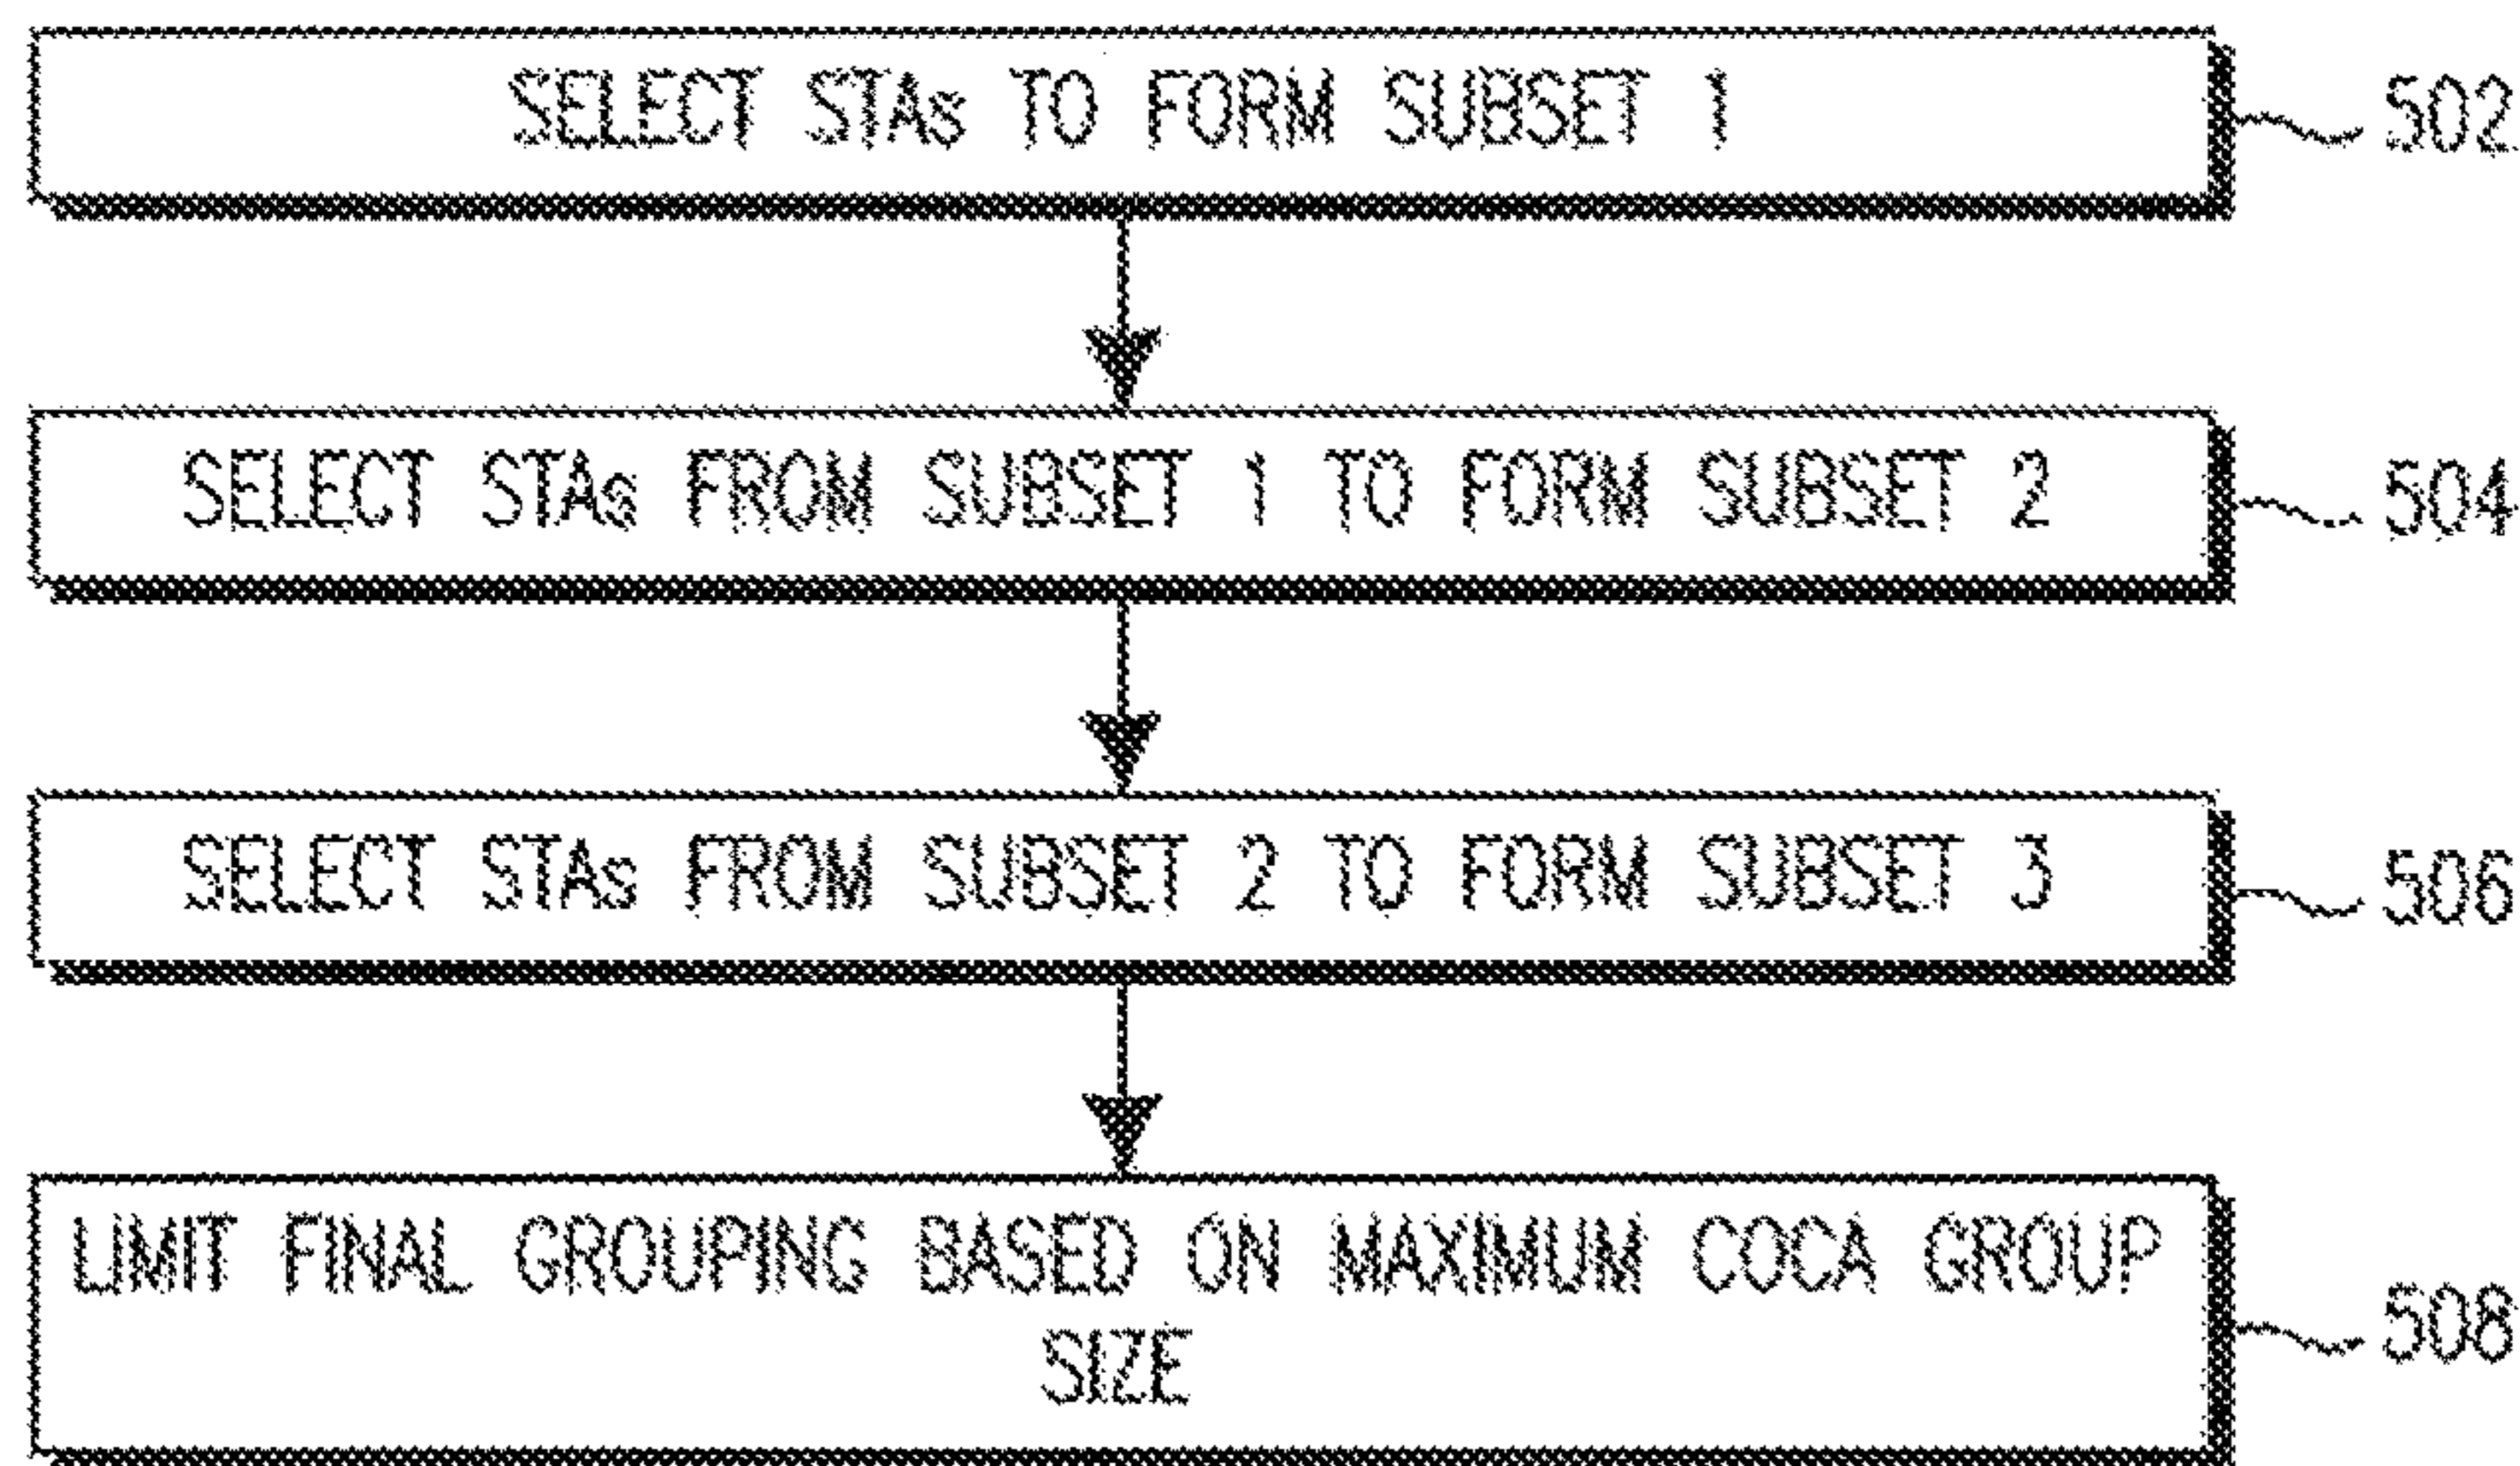 SELECT STAs TO FORM SUBSET 1
502
SELECT STAs FROM SUBSET 1 TO FORM SUBSET 2
504
SELECT STAs FROM SUBSET 2 TO FORM SUBSET 3
506
LIMIT FINAL GROUPING BASED ON MAXIMUM COCA GROUP
SIZE
508